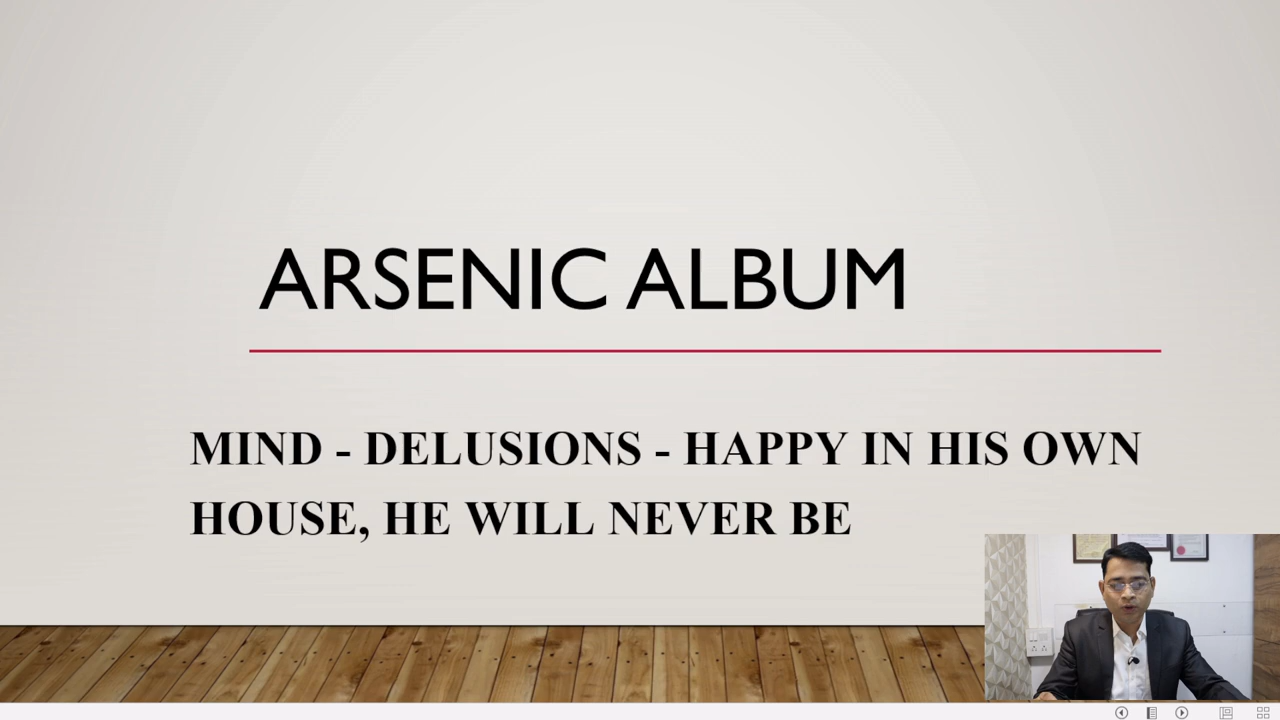 ARSENIC ALBUM
MIND - DELUSIONS - HAPPY IN HIS OWN
HOUSE, HE WILL NEVER BE